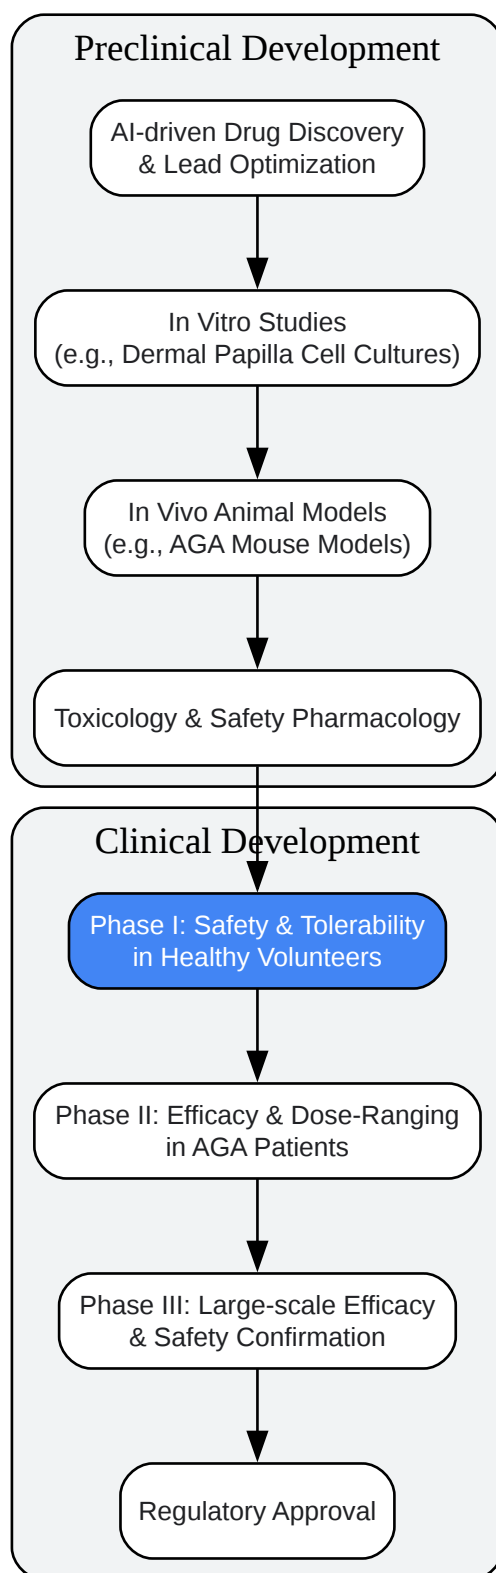 Preclinical Development
AI-driven Drug Discovery
& Lead Optimization
In Vitro Studies
(e.g., Dermal Papilla Cell Cultures)
In Vivo Animal Models
(e.g., AGA Mouse Models)
Toxicology & Safety Pharmacology
Clinical Development
Phase I: Safety & Tolerability
in Healthy Volunteers
Phase II: Efficacy & Dose-Ranging
in AGA Patients
Phase III: Large-scale Efficacy
& Safety Confirmation
Regulatory Approval